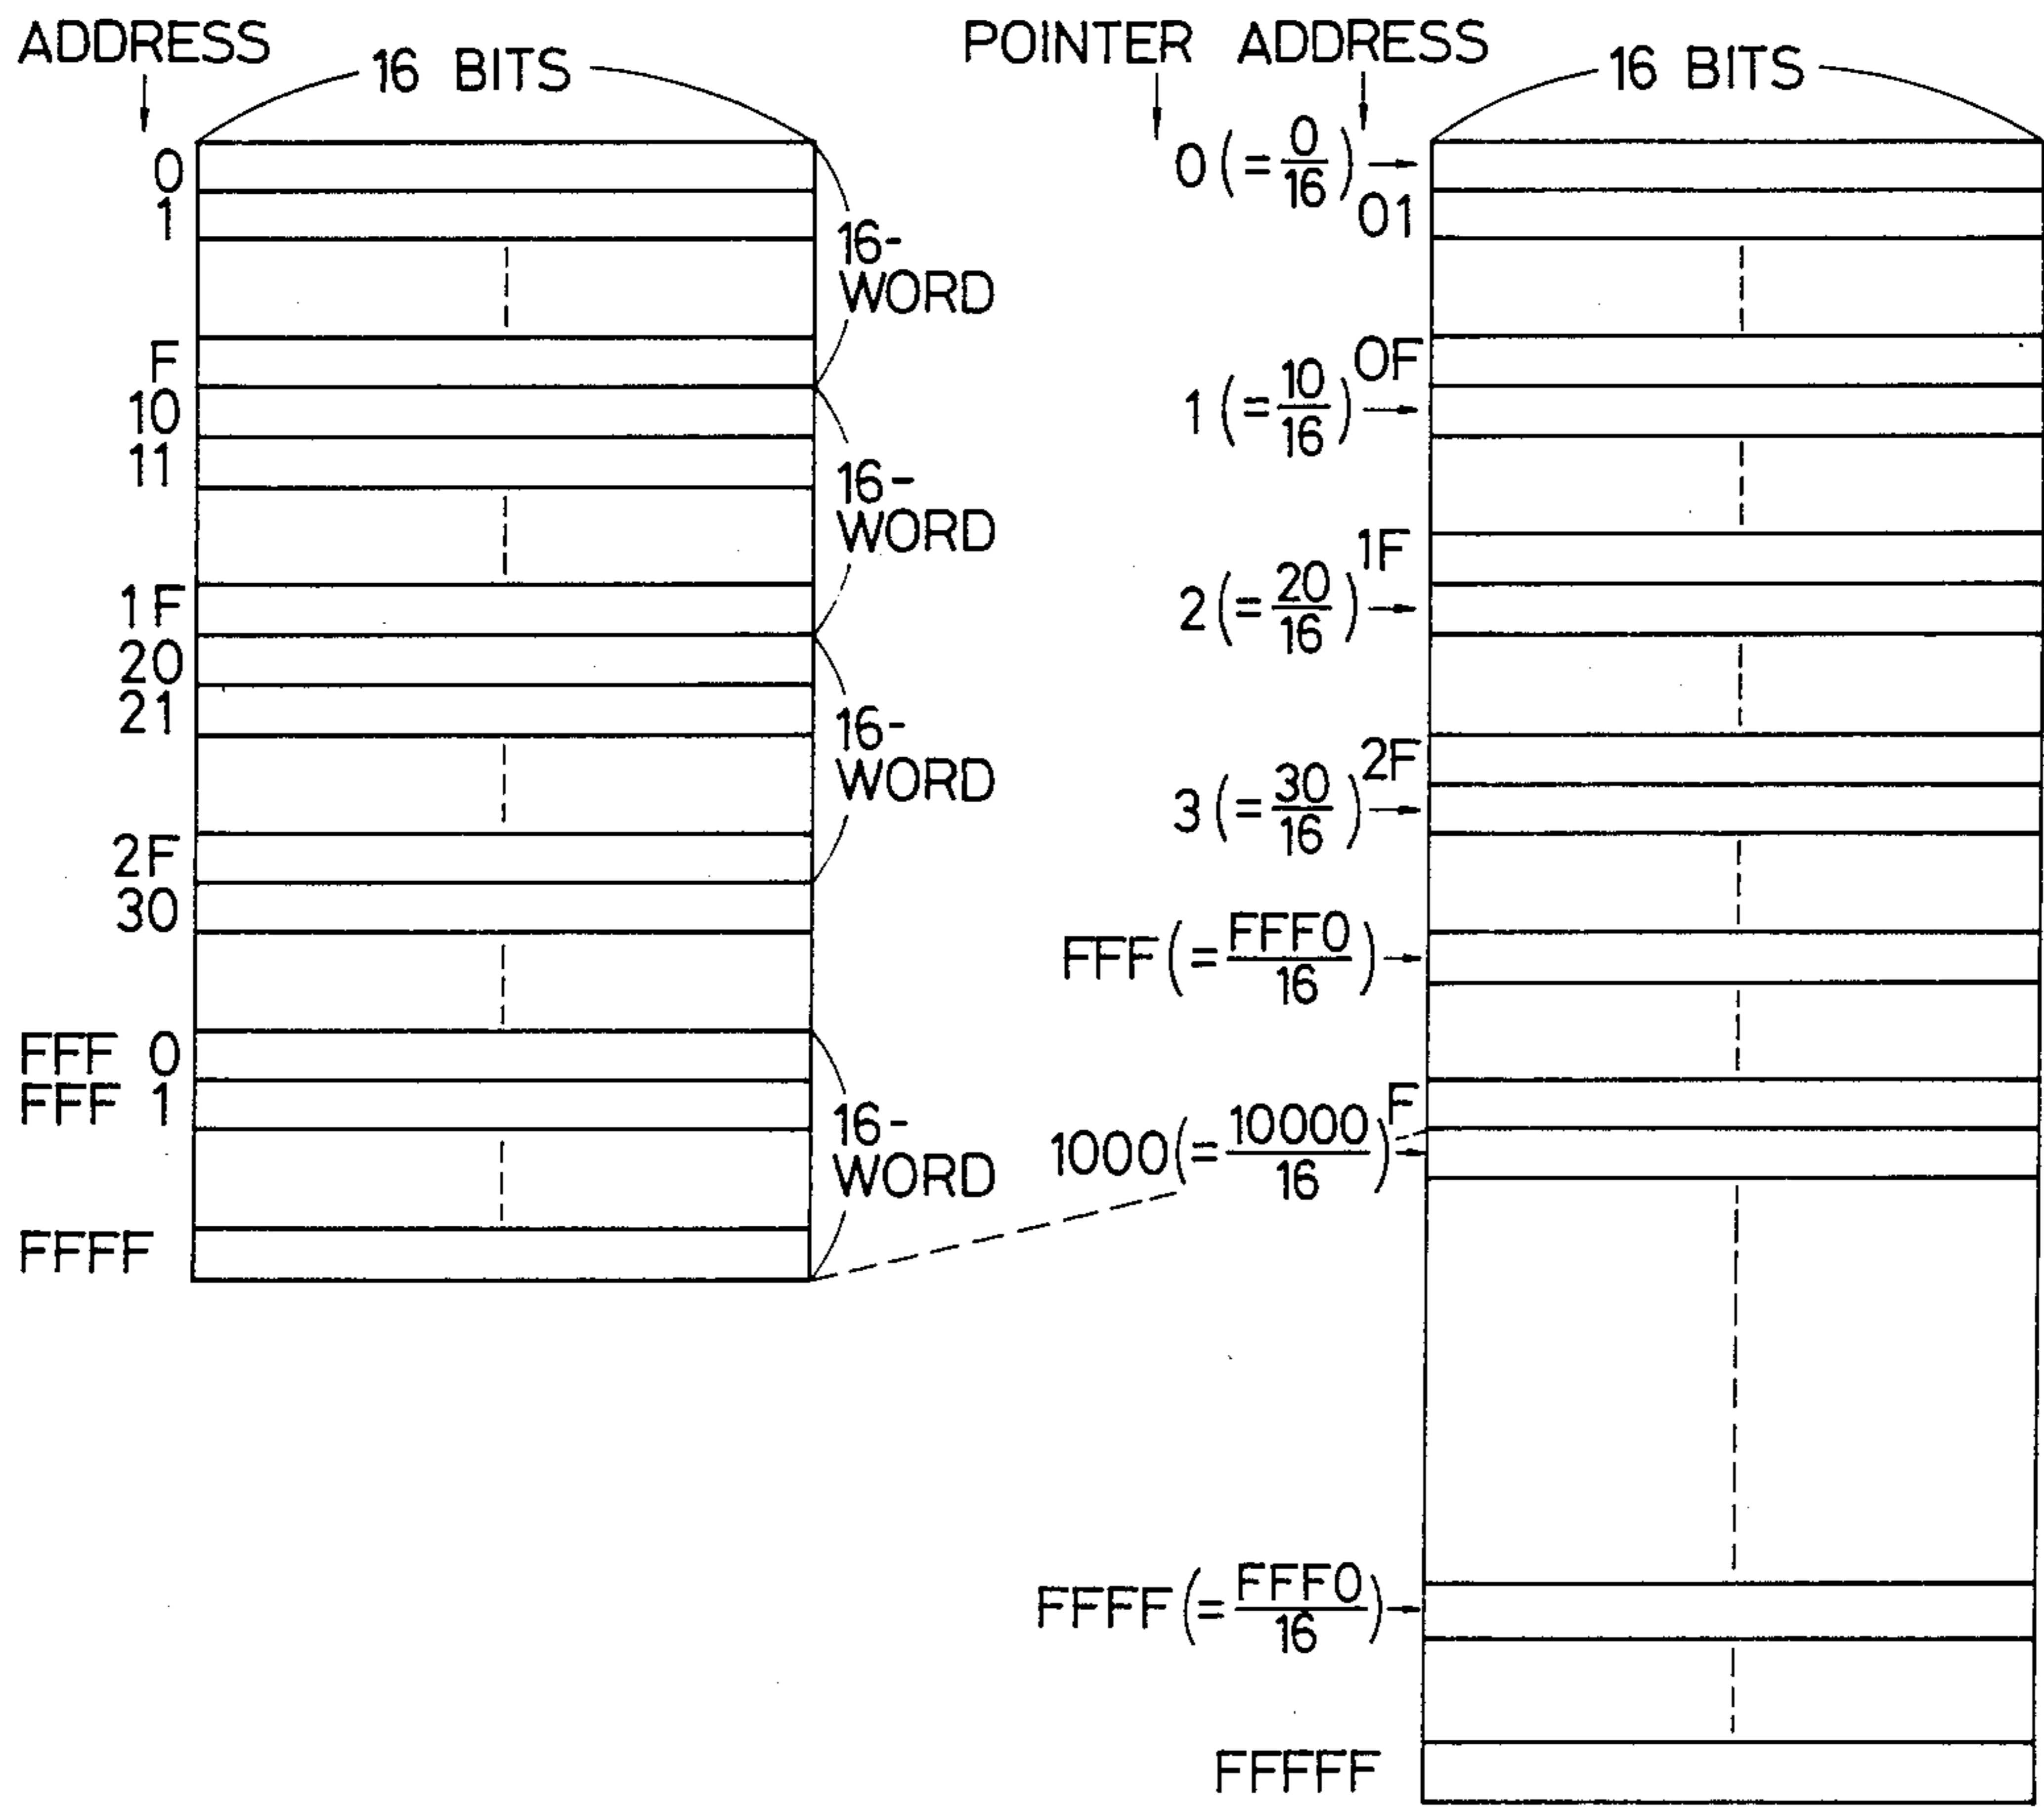 ADDRESS
16 BITS
0
1
16-
WORD
F
10
11
16-
WORD
1F
20
21
16-
WORD
2F
30
FFF 0
FFF 1
16-
WORD
FFFF
POINTER ADDRESS
16 BITS
0 (= 0/16)
01
0F
1 (= 10/16)
1F
2 (= 20/16)
2F
3 (= 30/16)
FFF (= FFF0/16)
F
1000 (= 10000/16)
FFFF (= FFF0/16)
FFFFF